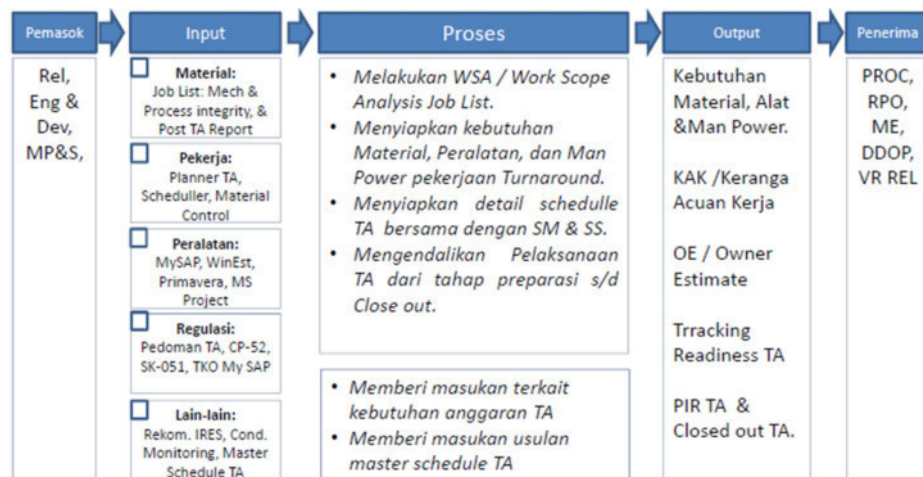 Pemasok
Input
Proses
Output
Penerima
Rel,
Eng &
Dev,
MP&S,
Material:
Job List: Mech &
Process integrity, &
Post TA Report
Pekerja:
Planner TA,
Scheduller, Material
Control
Peralatan:
MySAP, WinEst,
Primavera, MS
Project
Regulasi:
Pedoman TA, CP-52,
SK-051, TKO My SAP
Lain-lain:
Rekom. IRES, Cond.
Monitoring, Master
Schedule TA
• Melakukan WSA / Work Scope
Analysis Job List.
• Menyiapkan kebutuhan
Material, Peralatan, dan Man
Power pekerjaan Turnaround.
• Menyiapkan detail schedulle
TA bersama dengan SM & SS.
• Mengendalikan Pelaksanaan
TA dari tahap preparasi s/d
Close out.
• Memberi masukan terkait
kebutuhan anggaran TA
• Memberi masukan usulan
master schedule TA
Kebutuhan
Material, Alat
&Man Power.
KAK /Keranga
Acuan Kerja
OE / Owner
Estimate
Trracking
Readiness TA
PIR TA &
Closed out TA.
PROC,
RPO,
ME,
DDOP,
VR REL